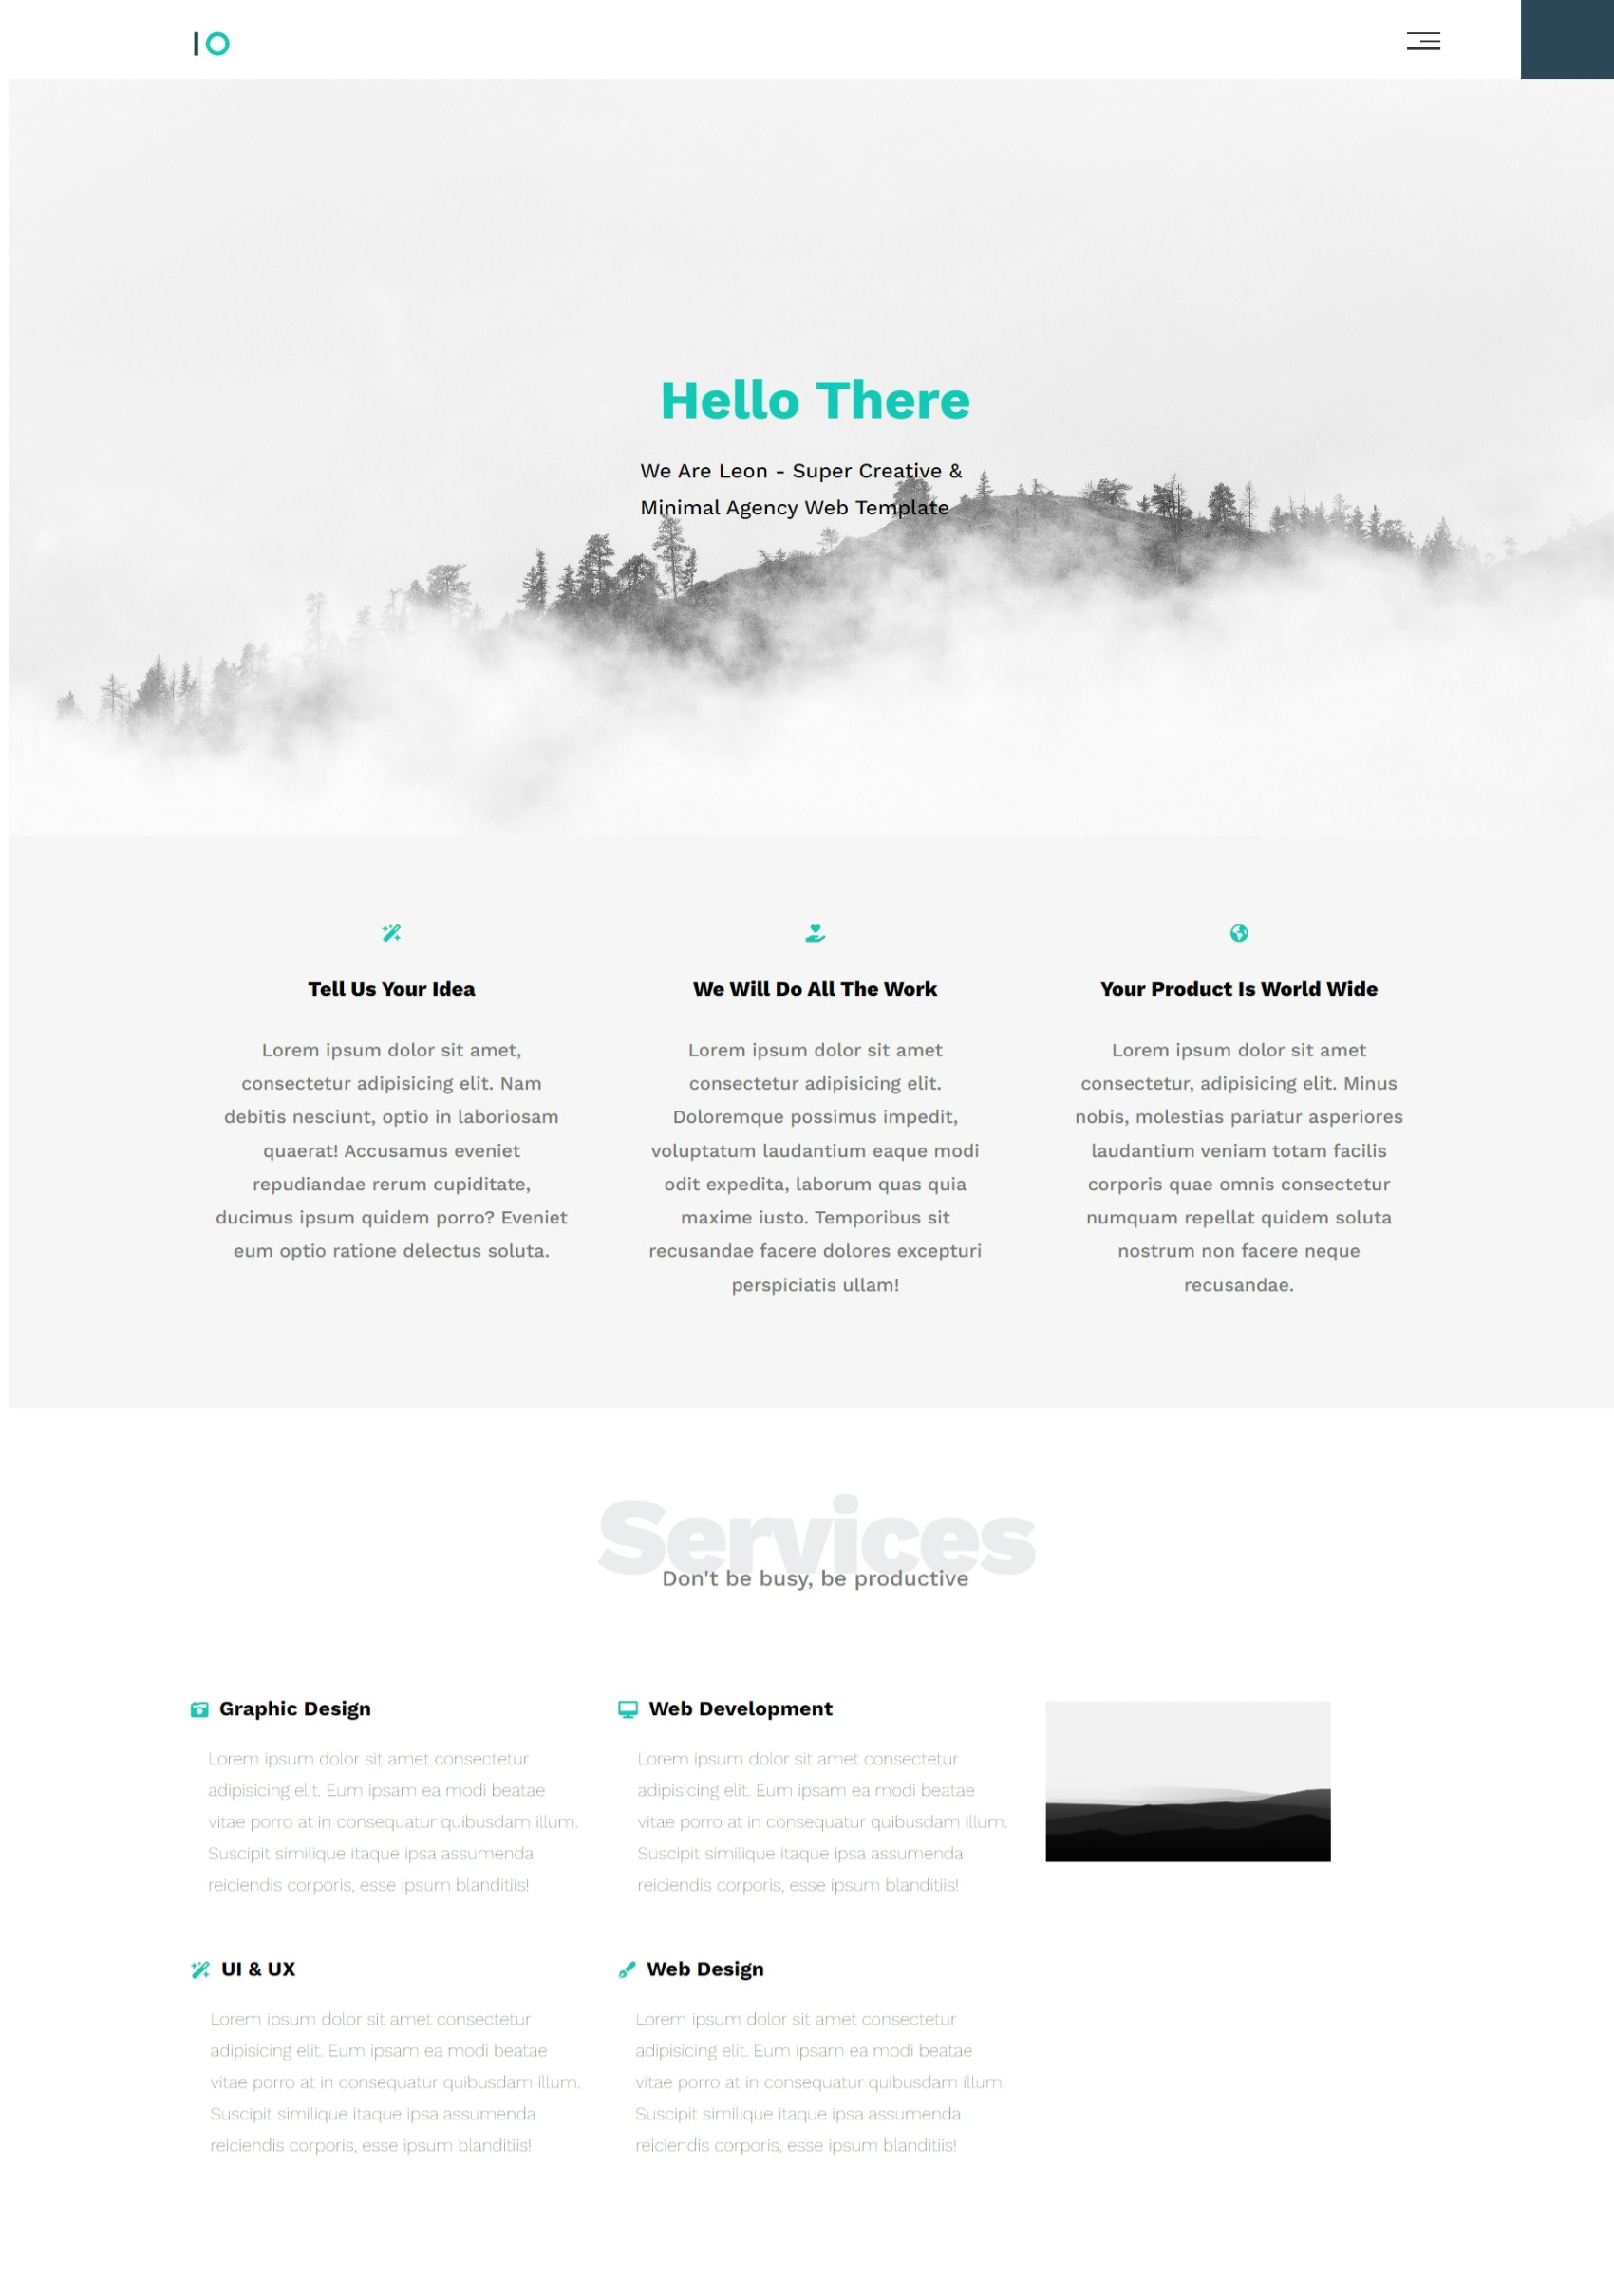 IO
Hello There
We Are Leon - Super Creative &
Minimal Agency Web Template
Tell Us Your Idea
Lorem ipsum dolor sit amet,
consectetur adipisicing elit. Nam
debitis nesciunt, optio in laboriosam
quaerat! Accusamus eveniet
repudiandae rerum cupiditate,
ducimus ipsum quidem porro? Eveniet
eum optio ratione delectus soluta.
We Will Do All The Work
Lorem ipsum dolor sit amet
consectetur adipisicing elit.
Doloremque possimus impedit,
voluptatum laudantium eaque modi
odit expedita, laborum quas quia
maxime iusto. Temporibus sit
recusandae facere dolores excepturi
perspiciatis ullam!
Your Product Is World Wide
Lorem ipsum dolor sit amet
consectetur, adipisicing elit. Minus
nobis, molestias pariatur asperiores
laudantium veniam totam facilis
corporis quae omnis consectetur
numquam repellat quidem soluta
nostrum non facere neque
recusandae.
Services
Don't be busy, be productive
Graphic Design
Lorem ipsum dolor sit amet consectetur
adipisicing elit. Eum ipsam ea modi beatae
vitae porro at in consequatur quibusdam illum.
Suscipit similique itaque ipsa assumenda
reiciendis corporis, esse ipsum blanditiis!
Web Development
Lorem ipsum dolor sit amet consectetur
adipisicing elit. Eum ipsam ea modi beatae
vitae porro at in consequatur quibusdam illum.
Suscipit similique itaque ipsa assumenda
reiciendis corporis, esse ipsum blanditiis!
UI & UX
Lorem ipsum dolor sit amet consectetur
adipisicing elit. Eum ipsam ea modi beatae
vitae porro at in consequatur quibusdam illum.
Suscipit similique itaque ipsa assumenda
reiciendis corporis, esse ipsum blanditiis!
Web Design
Lorem ipsum dolor sit amet consectetur
adipisicing elit. Eum ipsam ea modi beatae
vitae porro at in consequatur quibusdam illum.
Suscipit similique itaque ipsa assumenda
reiciendis corporis, esse ipsum blanditiis!